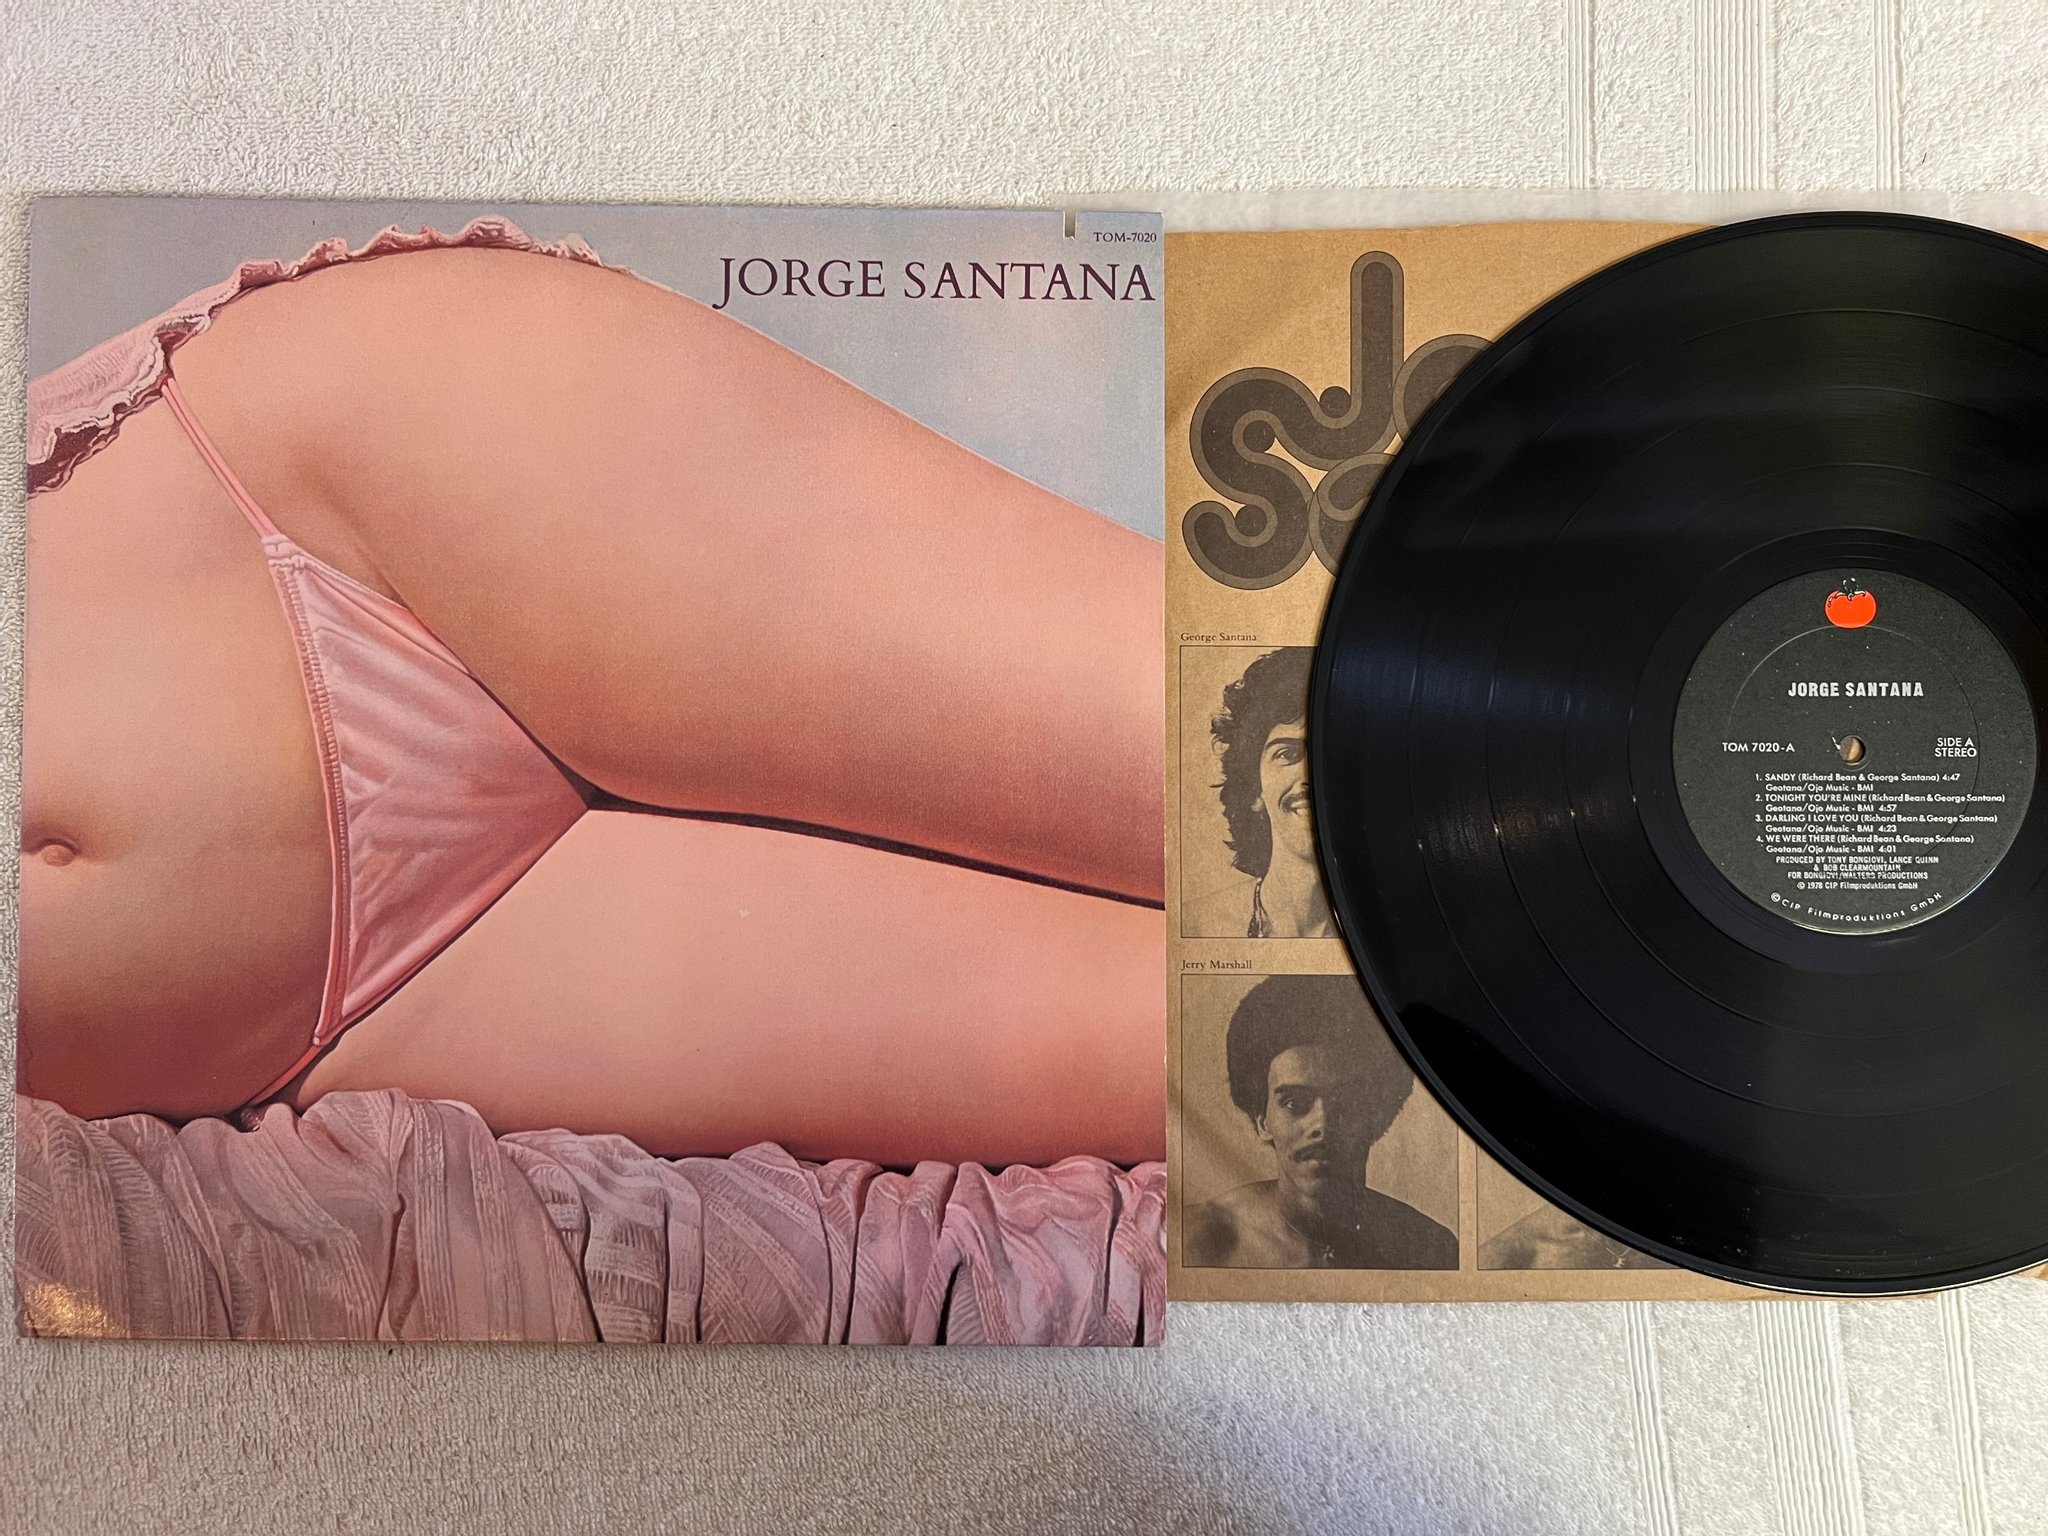 TOM-7020
JORGE SANTANA
George Santana
Jerry Marshall
JORGE SANTANA
TOM 7020-A
SIDE A
STEREO
1. SANDY (Richard Bean & George Santana) 4:47
Geotana/Ojo Music - BMI
2. TONIGHT YOU'RE MINE (Richard Bean & George Santana)
Geotana/Ojo Music - BMI 4:57
3. DARLING I LOVE YOU (Richard Bean & George Santana)
Geotana/Ojo Music - BMI 4:23
4. WE WERE THERE (Richard Bean & George Santana)
Geotana/Ojo Music - BMI 4:01
PRODUCED BY TONY BONGIOVI, LANCE QUINN
& BOB CLEARMOUNTAIN
FOR BONGIOVI/WALTERS PRODUCTIONS
© 1978 CIP Filmproduktions GmbH
©CIP Filmproduktions GmbH